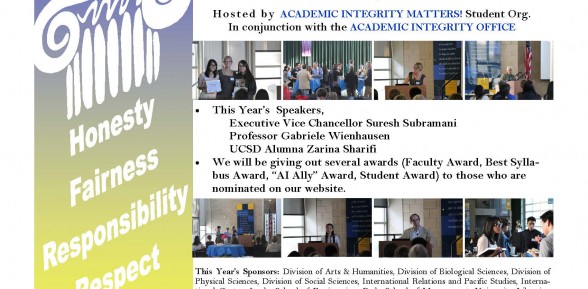 Hosted by ACADEMIC INTEGRITY MATTERS! Student Org.
In conjunction with the ACADEMIC INTEGRITY OFFICE
Honesty
Fairness
Responsibility
Respect
• This Year's Speakers,
Executive Vice Chancellor Suresh Subramani
Professor Gabriele Wienhausen
UCSD Alumna Zarina Sharifi
• We will be giving out several awards (Faculty Award, Best Sylla-
bus Award, "AI Ally" Award, Student Award) to those who are
nominated on our website.
This Year's Sponsors: Division of Arts & Humanities, Division of Biological Sciences, Division of
Physical Sciences, Division of Social Sciences, International Relations and Pacific Studies, Interna-